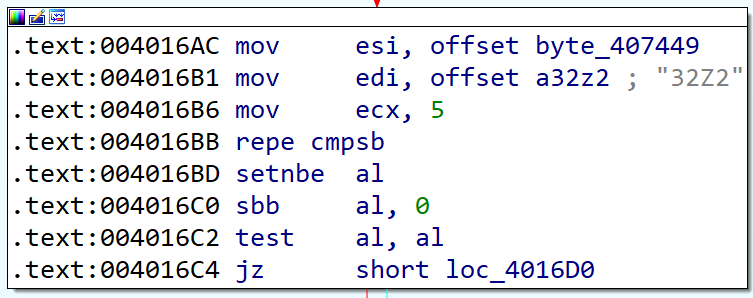 .text:004016AC mov     esi, offset byte_407449
.text:004016B1 mov     edi, offset a32z2 ; "32Z2"
.text:004016B6 mov     ecx, 5
.text:004016BB repe cmpsb
.text:004016BD setnbe  al
.text:004016C0 sbb     al, 0
.text:004016C2 test    al, al
.text:004016C4 jz      short loc_4016D0